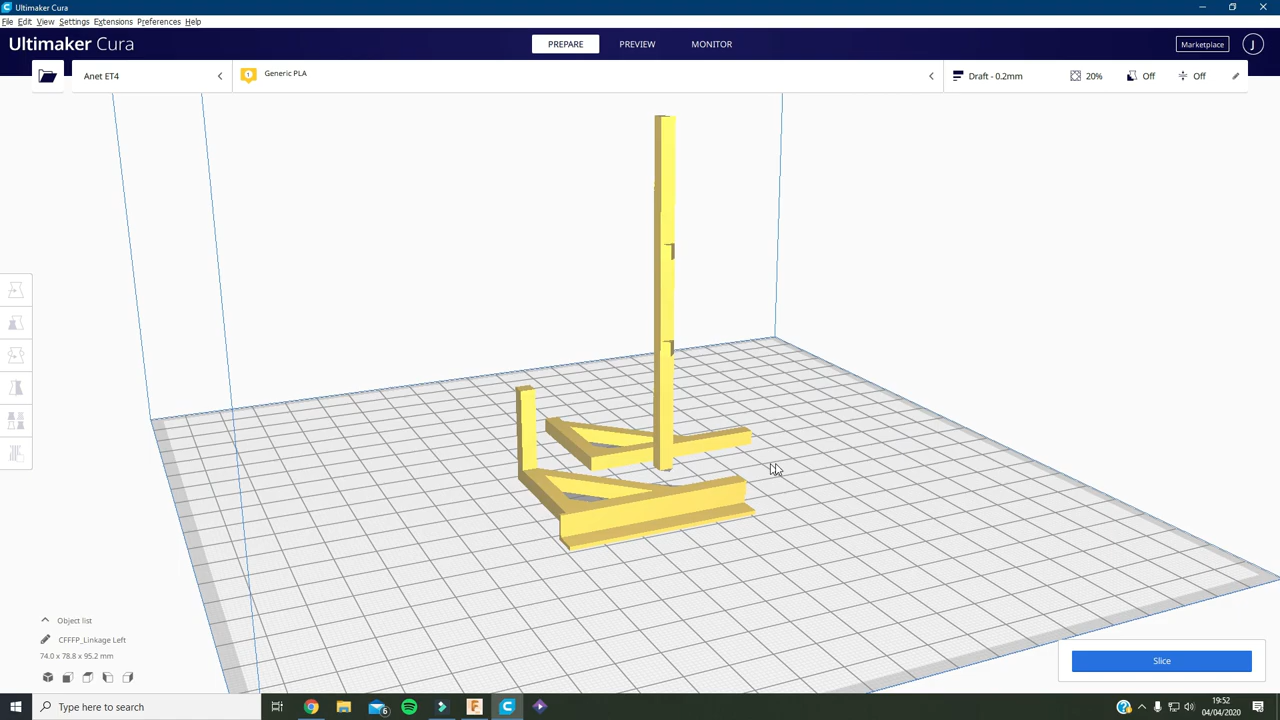 Ultimaker Cura
File Edit View Settings Extensions Preferences Help
Ultimaker Cura
PREPARE PREVIEW MONITOR
Marketplace J
Anet ET4 1 Generic PLA Draft - 0.2mm 20% Off Off
Object list
CFFFP_Linkage Left
74.0 x 78.8 x 95.2 mm
Slice
Type here to search
6
F
C
19:52
04/04/2020